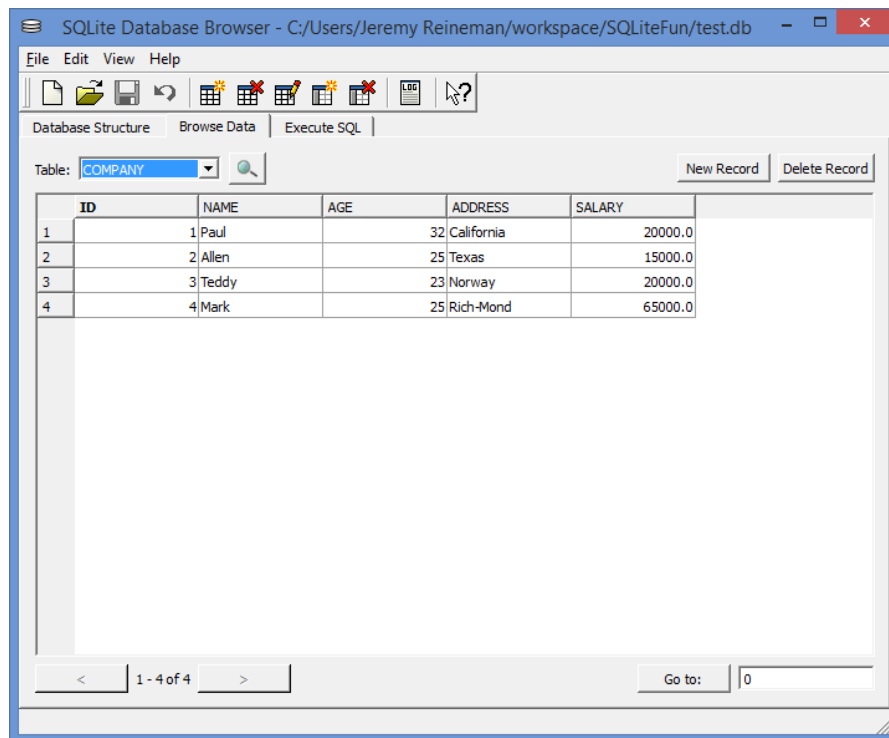 SQLite Database Browser - C:/Users/Jeremy Reineman/workspace/SQLiteFun/test.db
File Edit View Help
LOG ?
Database Structure Browse Data Execute SQL
Table: COMPANY New Record Delete Record
ID NAME AGE ADDRESS SALARY
1 1 Paul 32 California 20000.0
2 2 Allen 25 Texas 15000.0
3 3 Teddy 23 Norway 20000.0
4 4 Mark 25 Rich-Mond 65000.0
< 1 - 4 of 4 > Go to: 0